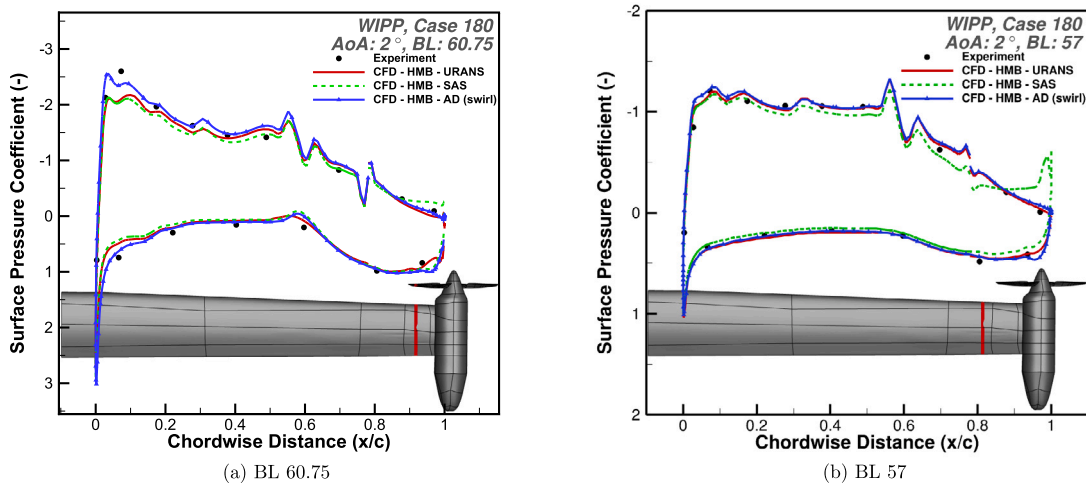 WIPP, Case 180
AoA: 2°, BL: 60.75
Experiment
CFD - HMB - URANS
CFD - HMB - SAS
CFD - HMB - AD (swirl)
Surface Pressure Coefficient (-)
-3
-2
-1
0
1
2
3
0 0.2 0.4 0.6 0.8 1
Chordwise Distance (x/c)
(a) BL 60.75
WIPP, Case 180
AoA: 2°, BL: 57
Experiment
CFD - HMB - URANS
CFD - HMB - SAS
CFD - HMB - AD (swirl)
Surface Pressure Coefficient (-)
-2
-1
0
1
2
0 0.2 0.4 0.6 0.8 1
Chordwise Distance (x/c)
(b) BL 57